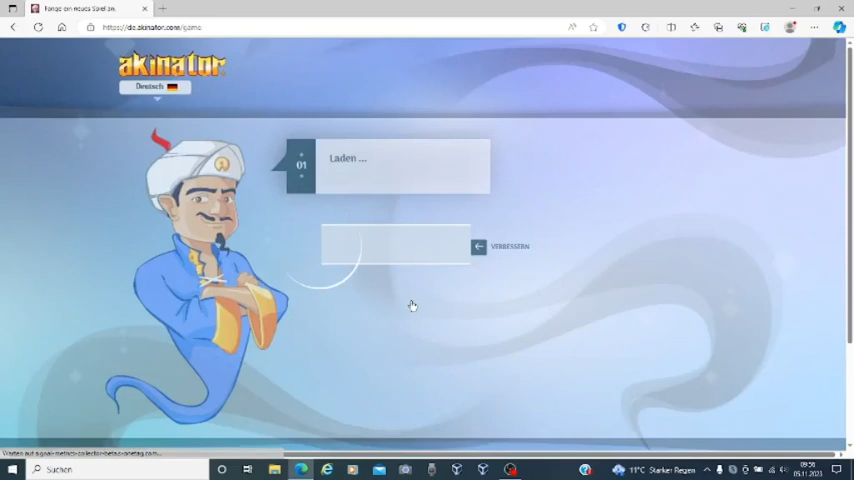 Fange ein neues Spiel an.
https://de.akinator.com/game
akinator
Deutsch
01
Laden ...
VERBESSERN
Suchen
11°C Starker Regen
09:56
05.11.2023